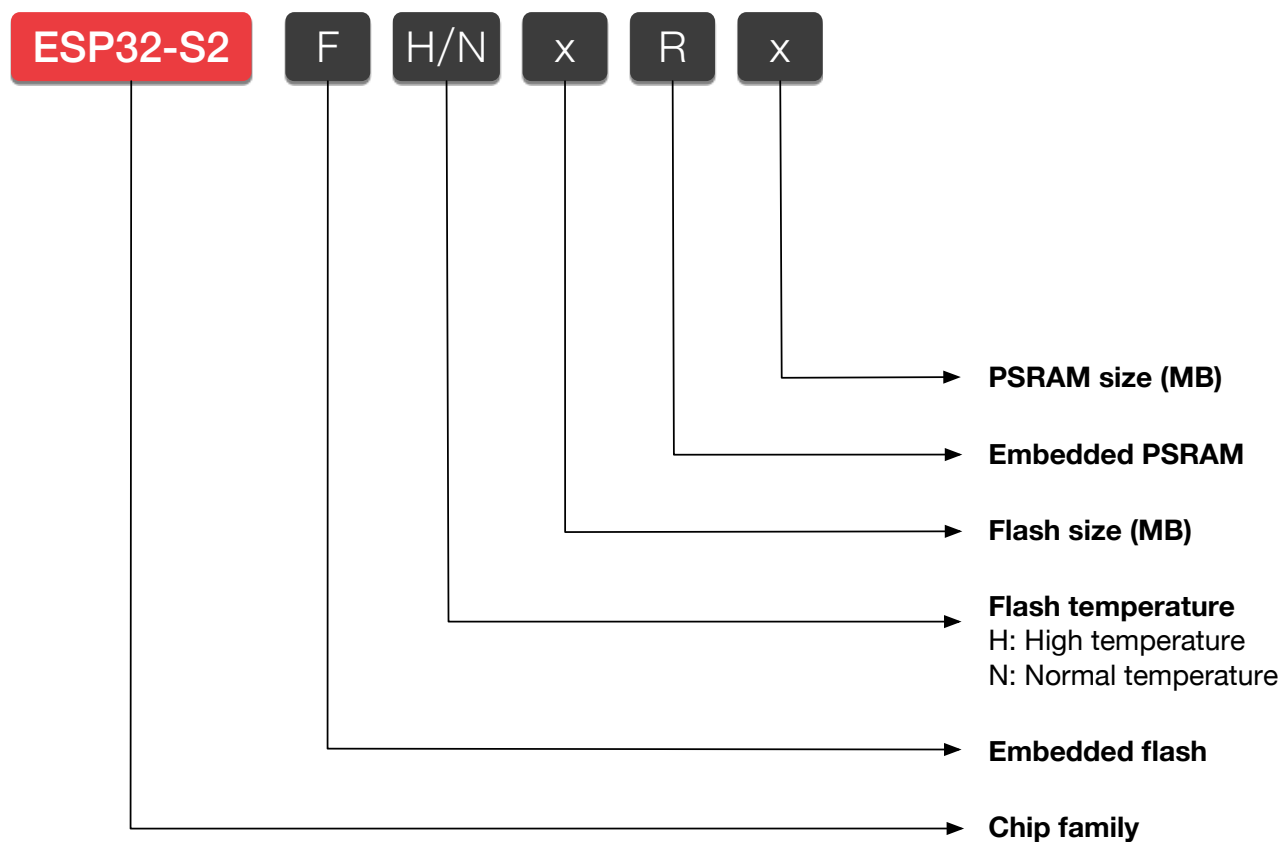 ESP32-S2 F H/N x R x
PSRAM size (MB)
Embedded PSRAM
Flash size (MB)
Flash temperature
H: High temperature
N: Normal temperature
Embedded flash
Chip family